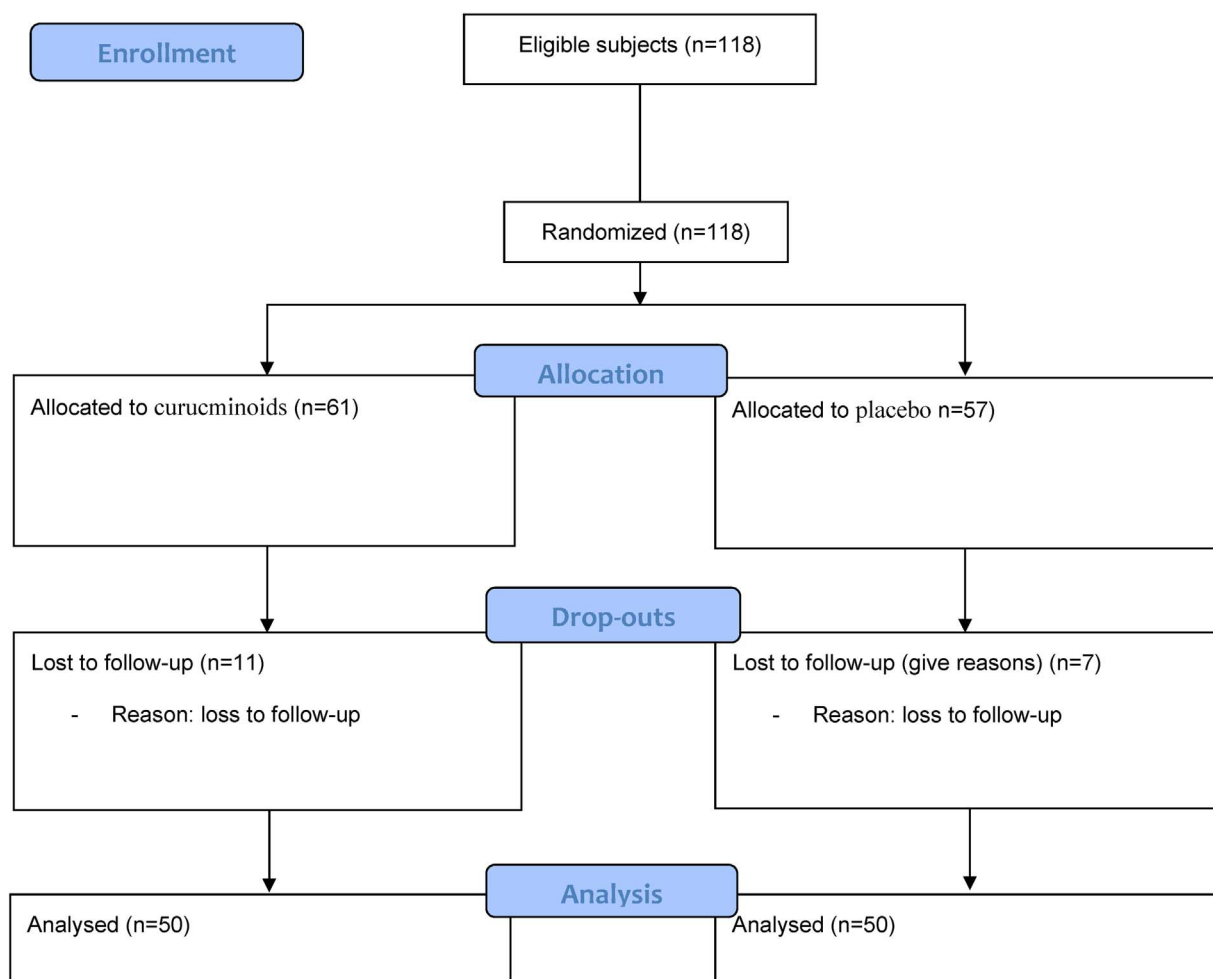 Enrollment
Eligible subjects (n=118)
Randomized (n=118)
Allocation
Allocated to curucminoids (n=61)
Allocated to placebo n=57)
Drop-outs
Lost to follow-up (n=11)
- Reason: loss to follow-up
Lost to follow-up (give reasons) (n=7)
- Reason: loss to follow-up
Analysis
Analysed (n=50)
Analysed (n=50)